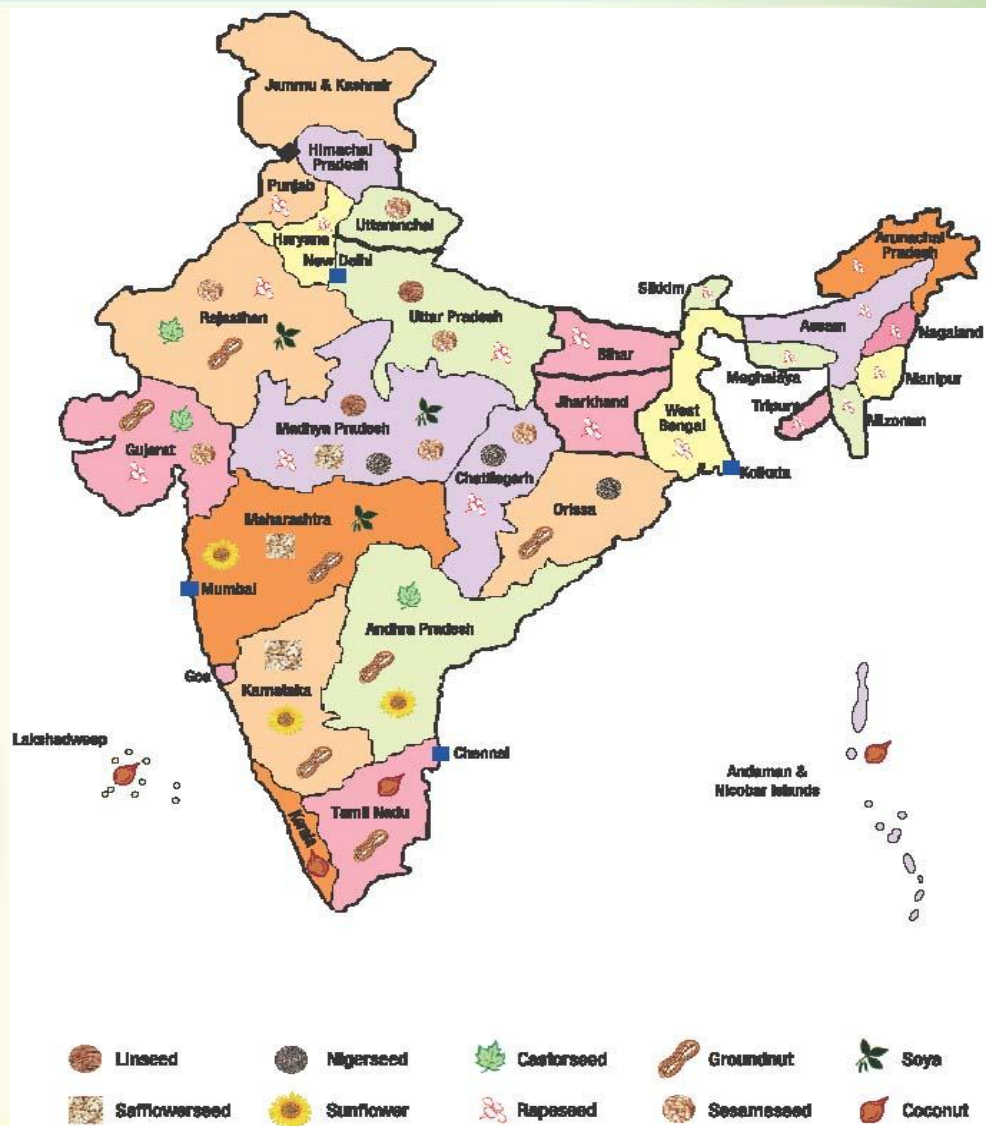 Jammu & Kashmir
Himachal
Pradesh
Punjab
Uttaranchal
Haryana
New Delhi
Arunachal
Pradesh
Sikkim
Rajasthan
Uttar Pradesh
Assam
Nagaland
Bihar
Meghalaya
Manipur
Jharkhand
West
Bengal
Tripura
Mizoram
Madhya Pradesh
Gujarat
Chattisgarh
Kolkata
Orissa
Maharashtra
Mumbai
Andhra Pradesh
Goa
Karnataka
Lakshadweep
Chennai
Andaman &
Nicobar Islands
Kerala
Tamil Nadu
Linseed
Nigerseed
Castorseed
Groundnut
Soya
Safflowerseed
Sunflower
Rapeseed
Sesameseed
Coconut